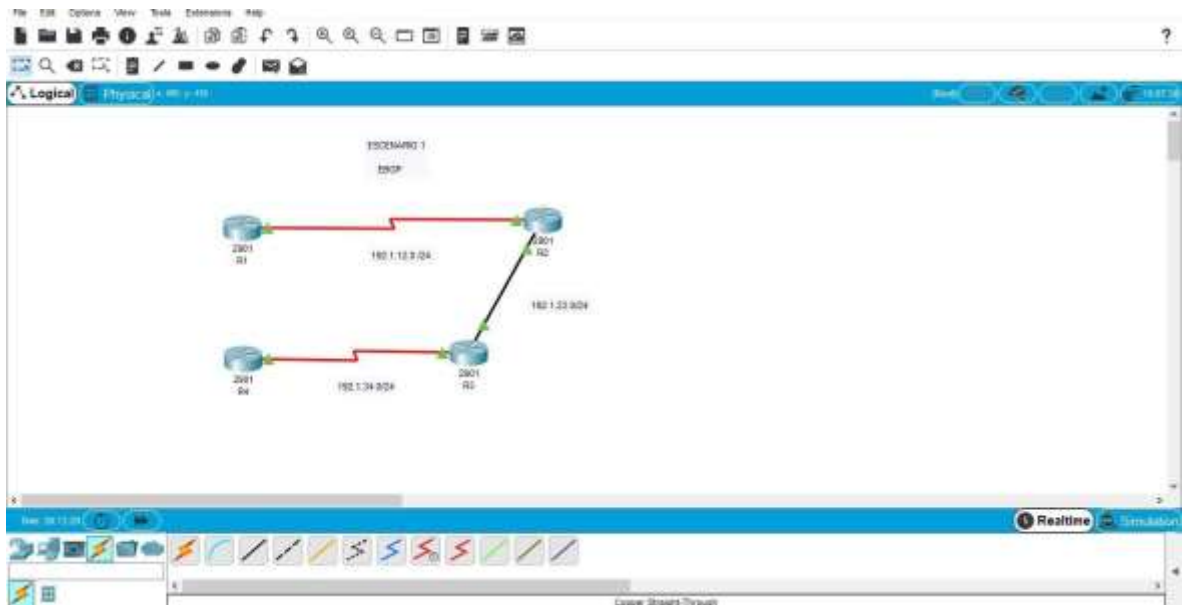 File Edit Options View Tools Extensions Help
?
Logical Physical
ESCENARIO 1
EBGP
2901
R1
192.1.12.0 /24
2901
R2
192.1.23.0/24
2901
R4
192.1.34.0/24
2901
R3
Realtime Simulation
Copper Straight-Through